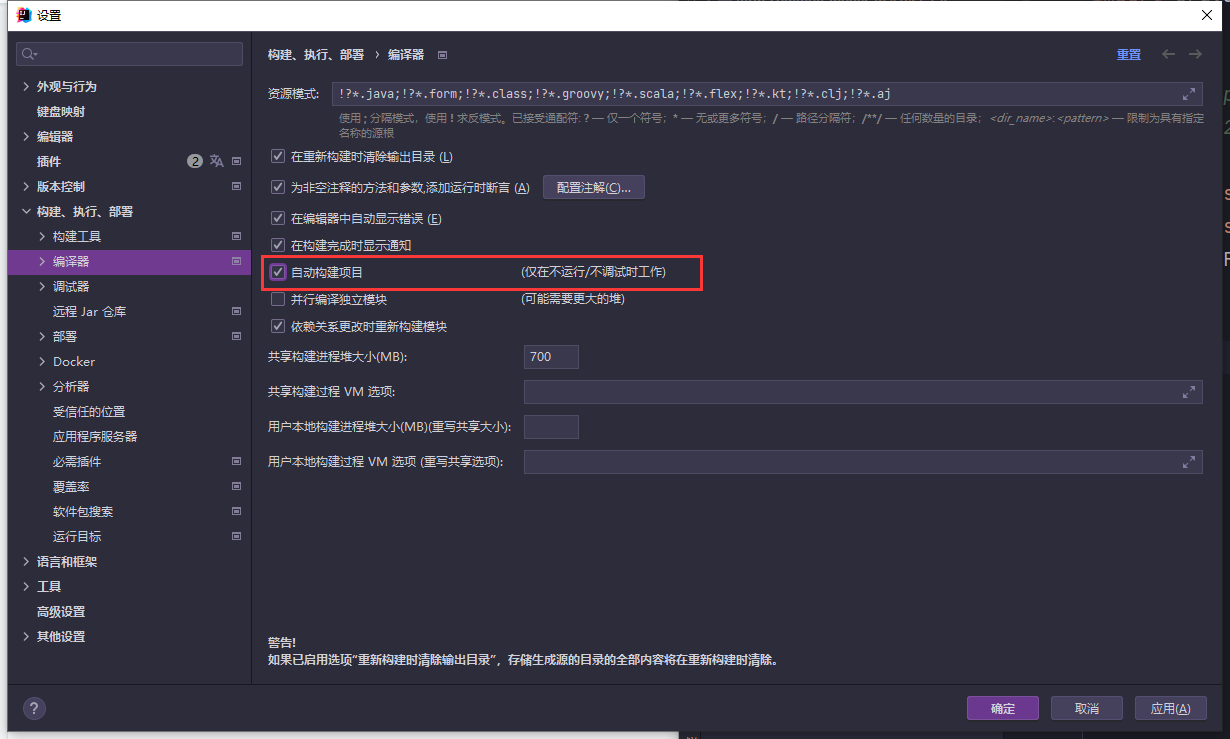 设置
外观与行为
键盘映射
编辑器
插件 2
版本控制
构建、执行、部署
构建工具
编译器
调试器
远程 Jar 仓库
部署
Docker
分析器
受信任的位置
应用程序服务器
必需插件
覆盖率
软件包搜索
运行目标
语言和框架
工具
高级设置
其他设置
构建、执行、部署 › 编译器
重置
资源模式: !?*.java;!?*.form;!?*.class;!?*.groovy;!?*.scala;!?*.flex;!?*.kt;!?*.clj;!?*.aj
使用 ; 分隔模式，使用 ! 求反模式。已接受通配符: ? — 仅一个符号； * — 无或更多符号； / — 路径分隔符； /**/ — 任何数量的目录； <dir_name>:<pattern> — 限制为具有指定
名称的源根
在重新构建时清除输出目录 (L)
为非空注释的方法和参数,添加运行时断言 (A) 配置注解(C)...
在编辑器中自动显示错误 (E)
在构建完成时显示通知
自动构建项目 (仅在不运行/不调试时工作)
并行编译独立模块 (可能需要更大的堆)
依赖关系更改时重新构建模块
共享构建进程堆大小(MB): 700
共享构建过程 VM 选项:
用户本地构建进程堆大小(MB)(重写共享大小):
用户本地构建过程 VM 选项 (重写共享选项):
警告!
如果已启用选项“重新构建时清除输出目录”，存储生成源的目录的全部内容将在重新构建时清除。
?
确定 取消 应用(A)